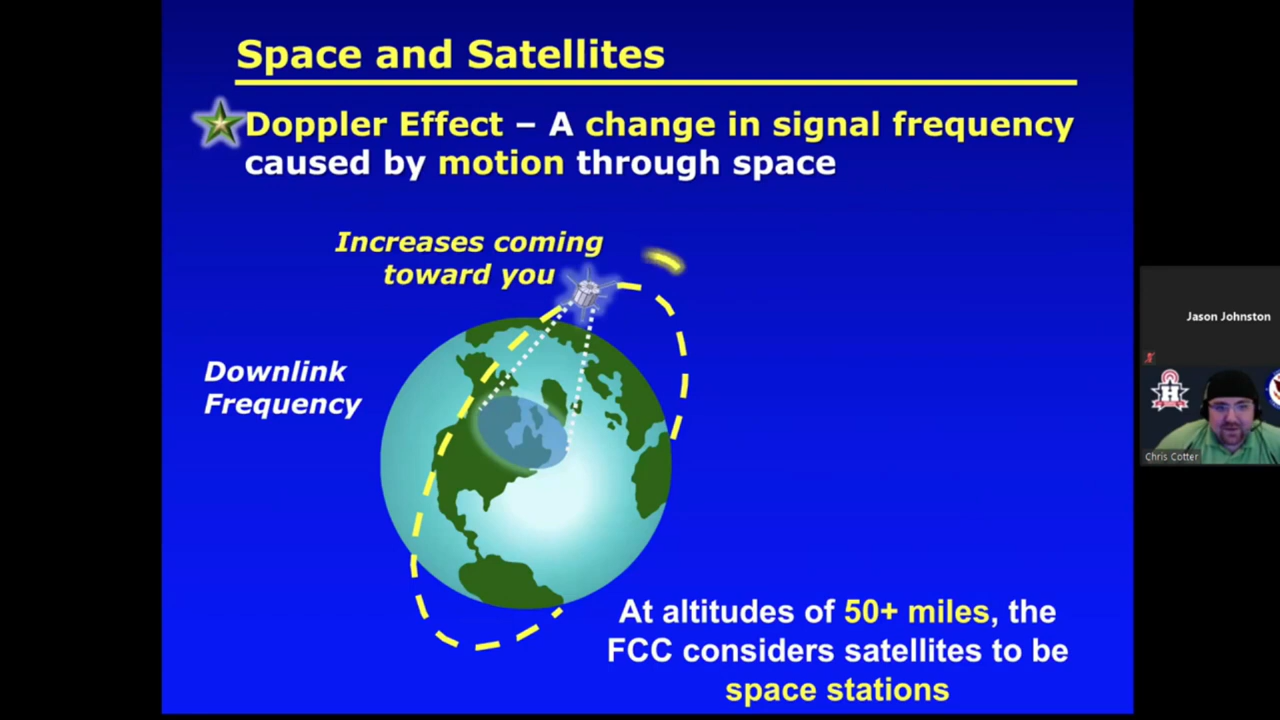 Space and Satellites
Doppler Effect – A change in signal frequency
caused by motion through space
Increases coming
toward you
Downlink
Frequency
At altitudes of 50+ miles, the
FCC considers satellites to be
space stations
Jason Johnston
H
Chris Cotter